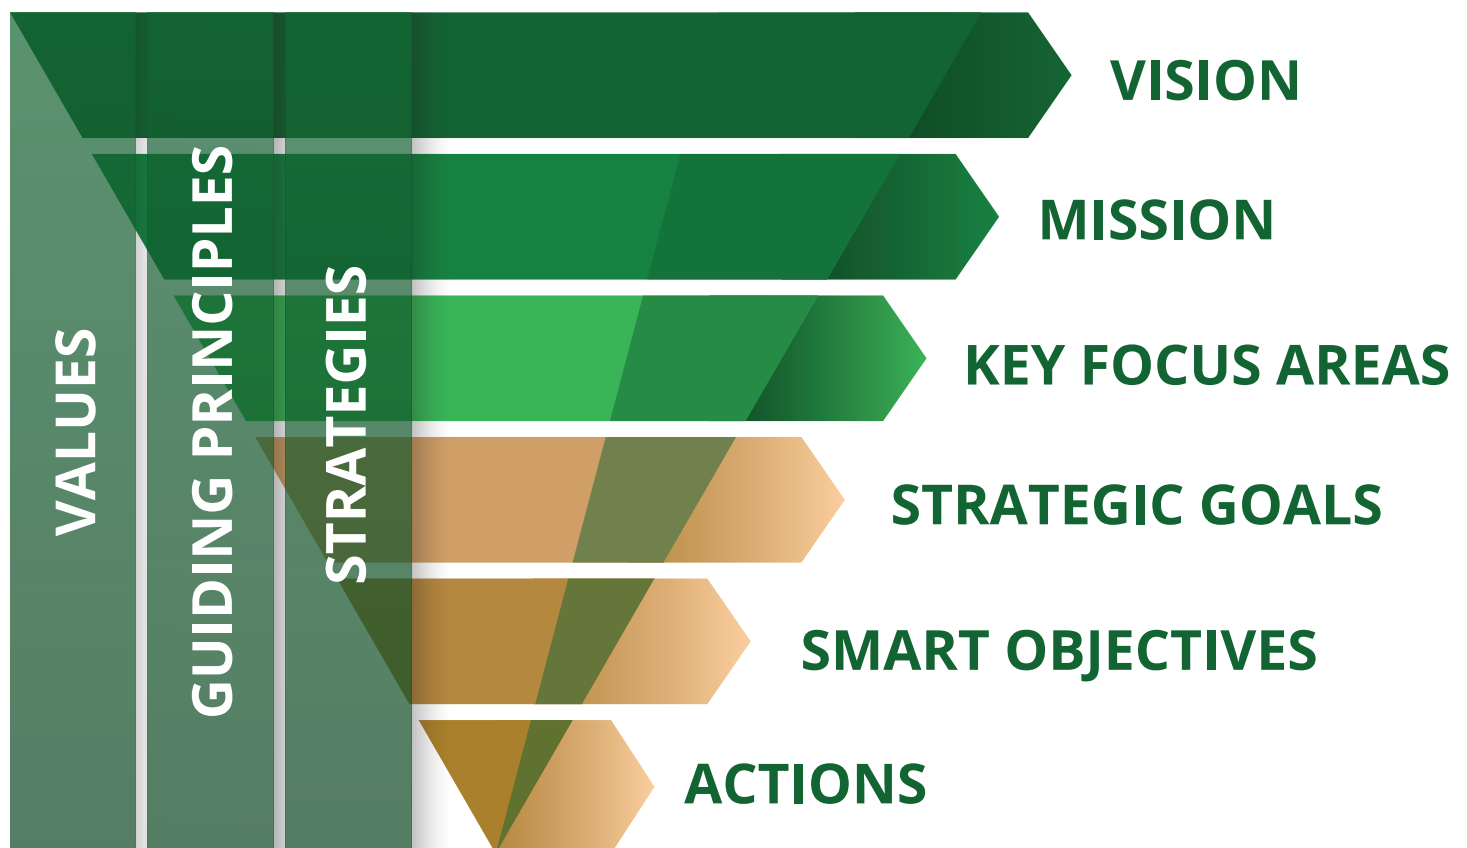 VALUES
GUIDING PRINCIPLES
STRATEGIES
VISION
MISSION
KEY FOCUS AREAS
STRATEGIC GOALS
SMART OBJECTIVES
ACTIONS